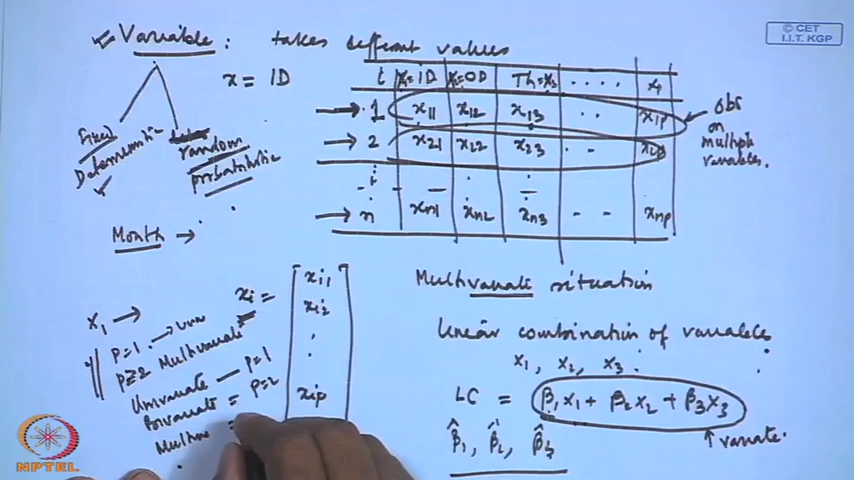 © CET
I.I.T. KGP
Variable : takes different values
x = ID
Fixed
Deterministic
random
probabilistic
Month →
i x₁=ID x₂=OD Th=x₃ .... xₚ
1 x11 x12 x13 .. x1p
2 x21 x22 x23 .. x2p
n xn1 xn2 xn3 - - xnp
obs
on
multiple
variables.
Multivariate situation
Linear combination of variables
x₁, x₂, x₃
LC = β₁x₁ + β₂x₂ + β₃x₃
variate.
β̂₁, β̂₂, β̂₃
x₁ →
p=1 →
p≥2 Multivariate
Univariate — p=1
Bivariate = p=2
xi =
xi1
xi2
xip
NPTEL